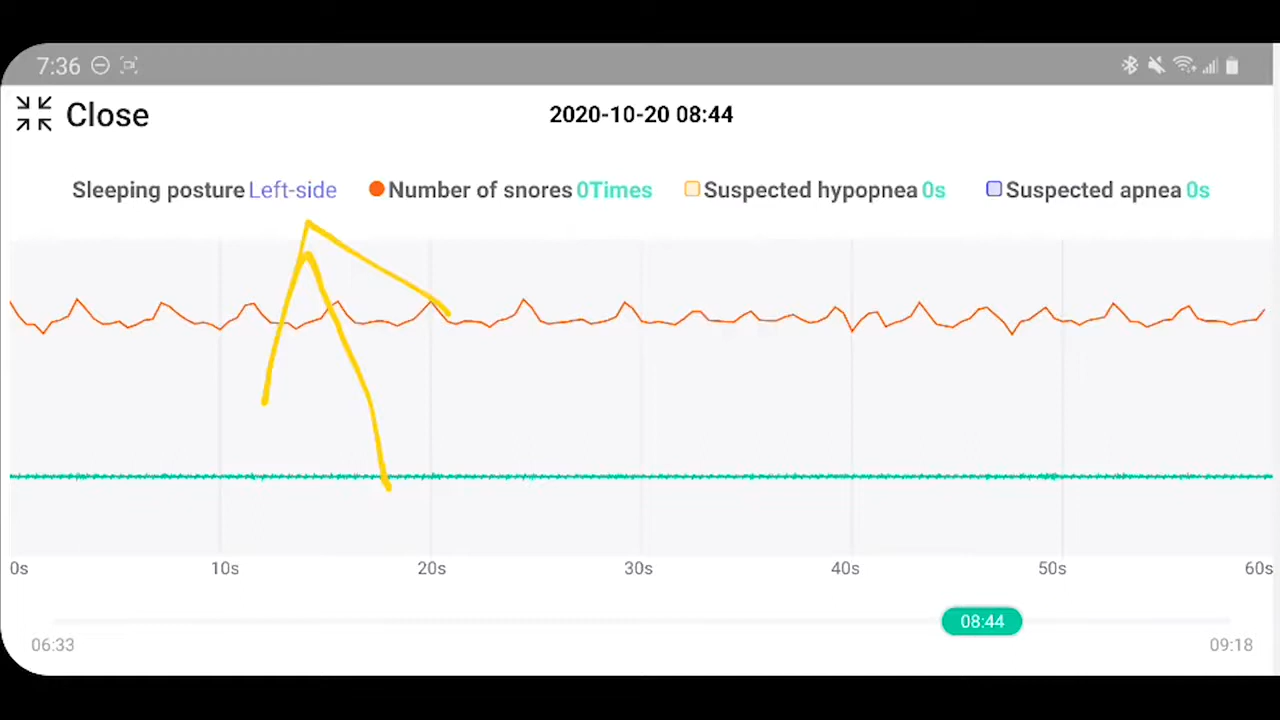 7:36
Close
2020-10-20 08:44
Sleeping posture Left-side Number of snores 0Times Suspected hypopnea 0s Suspected apnea 0s
0s 10s 20s 30s 40s 50s 60s
08:44
06:33 09:18